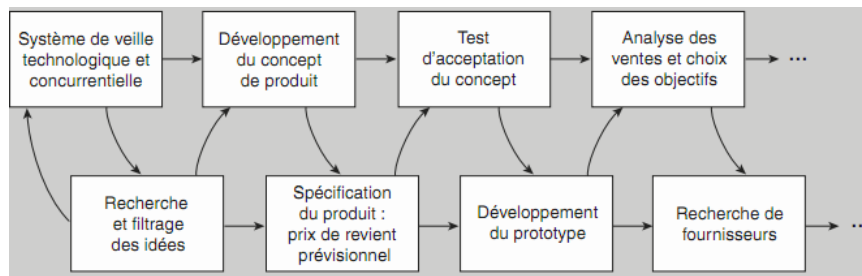 Système de veille
technologique et
concurrentielle
Développement
du concept
de produit
Test
d'acceptation
du concept
Analyse des
ventes et choix
des objectifs
...
Recherche
et filtrage
des idées
Spécification
du produit :
prix de revient
prévisionnel
Développement
du prototype
Recherche de
fournisseurs
...